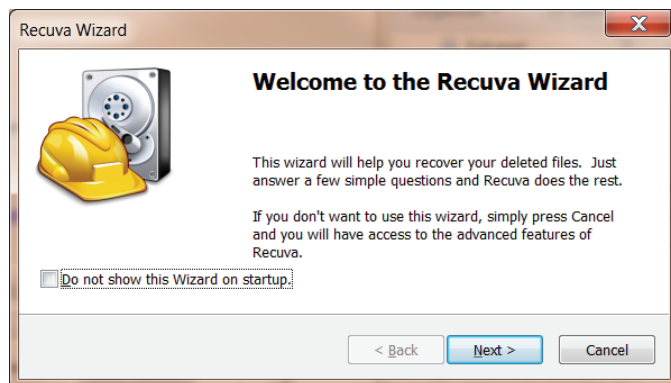 Recuva Wizard
Welcome to the Recuva Wizard
This wizard will help you recover your deleted files. Just
answer a few simple questions and Recuva does the rest.
If you don't want to use this wizard, simply press Cancel
and you will have access to the advanced features of
Recuva.
Do not show this Wizard on startup.
< Back
Next >
Cancel